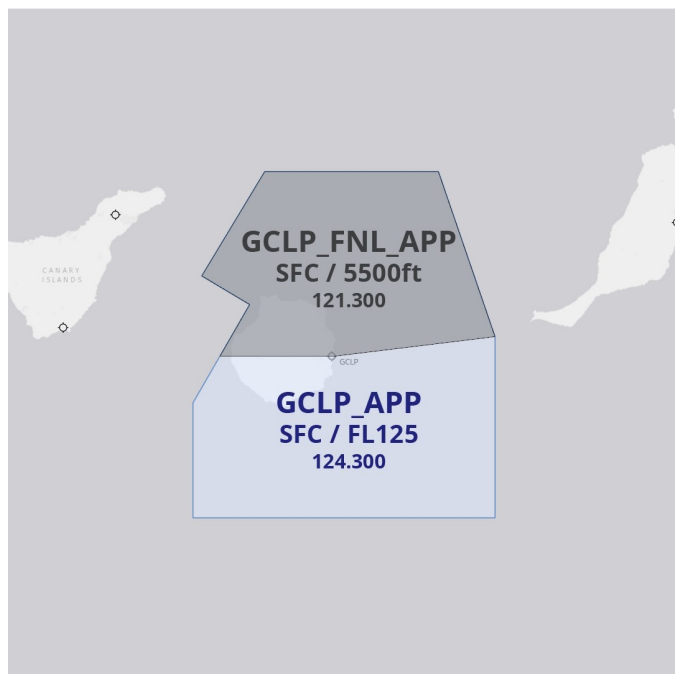 GCLP_FNL_APP
SFC / 5500ft
121.300
CANARY
ISLANDS
GCLP
GCLP_APP
SFC / FL125
124.300